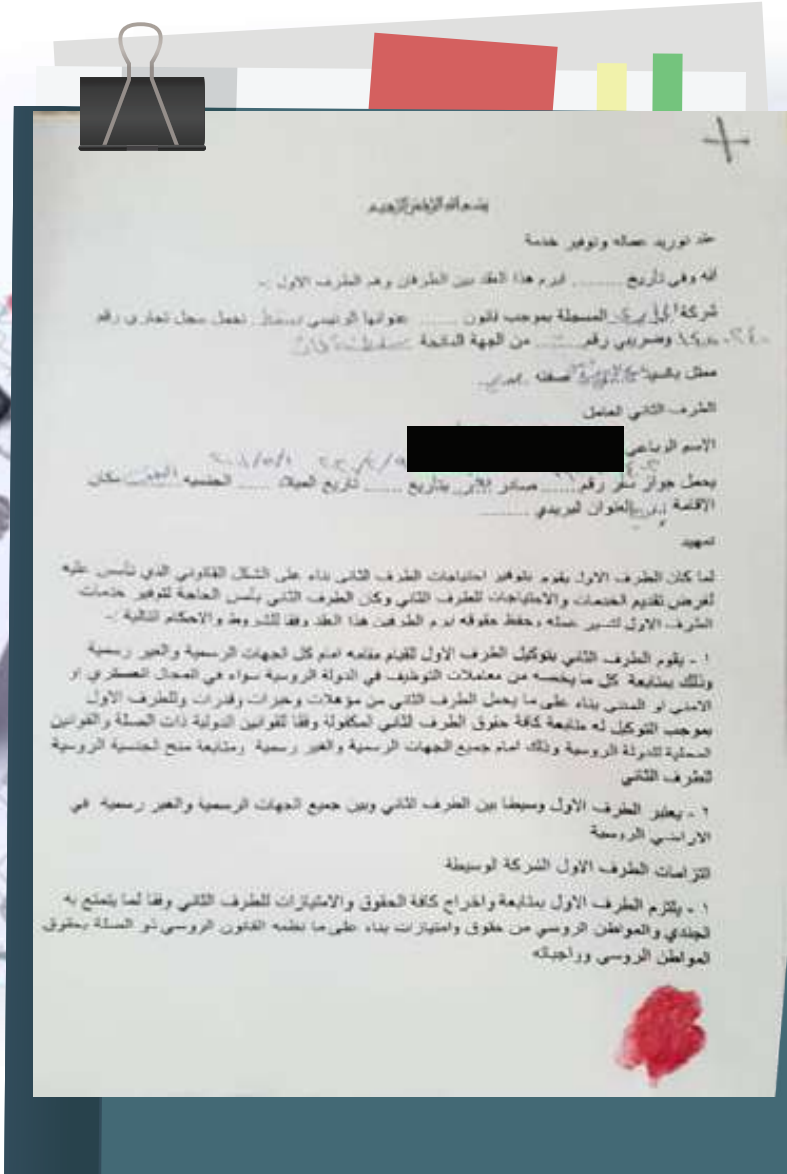 بسم الله الرحمن الرحيم
عقد توريد عماله وتوفير خدمة
انه وفي تأريخ ......... ابرم هذا العقد بين الطرفان وهم الطرف الاول :-
شركة المسجلة بموجب قانون ....... عنوانها الرئيسي تحمل سجل تجاري رقم
وضريبي رقم ...... من الجهة المانحة
ممثل بالسيد صفته
الطرف الثاني العامل
الاسم الرباعي
يحمل جواز سفر رقم ...... صادر بتأريخ ....... تاريع الميلاد ...... الجنسيه مكان
الاقامة العنوان البريدي .........
تمهيد
لما كان الطرف الاول يقوم بتوفير احتياجات الطرف الثاني بناء على الشكل القانوني الذي تأسس عليه
لغرض تقديم الخدمات والاحتياجات للطرف الثاني وكان الطرف الثاني بأمس الحاجة لتوفير خدمات
الطرف الاول لتسير عمله وحفظ حقوقه ابرم الطرفين هذا العقد وفقا للشروط والاحكام التالية :-
١ - يقوم الطرف الثاني بتوكيل الطرف الاول للقيام مقامه امام كل الجهات الرسمية والغير رسمية
وذلك بمتابعة كل ما يخصه من معاملات التوظيف في الدولة الروسية سواء في المجال العسكري او
الامني او المدني بناء على ما يحمل الطرف الثاني من مؤهلات وخبرات وقدرات وللطرف الاول
بموجب التوكيل له متابعة كافة حقوق الطرف الثاني المكفولة وفقا للقوانين الدولية ذات الصلة والقوانين
المحلية للدولة الروسية وذلك امام جميع الجهات الرسمية والغير رسمية ومتابعة منح الجنسية الروسية
للطرف الثاني
٢ - يعتبر الطرف الاول وسيطا بين الطرف الثاني وبين جميع الجهات الرسمية والغير رسمية في
الاراضي الروسية
التزامات الطرف الاول الشركة الوسيطة
١ - يلتزم الطرف الاول بمتابعة واخراج كافة الحقوق والامتيازات للطرف الثاني وفقا لما يتمتع به
الجندي والمواطن الروسي من حقوق وامتيازات بناء على ما نظمه القانون الروسي ذو الصلة بحقوق
المواطن الروسي وواجباته